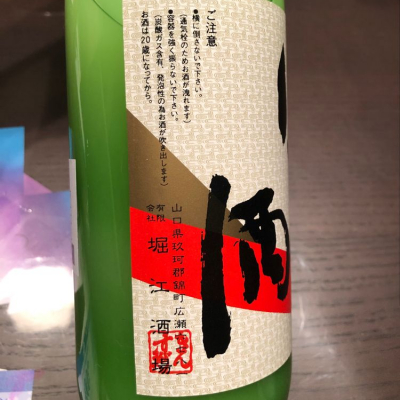 ご注意
●横に倒さないで下さい。
(通気栓のためお酒が洩れます)
●容器を強く振らないで下さい。
(炭酸ガス含有、発泡性の為お酒が吹き出します)
お酒は20歳になってから。
酒
山口県玖珂郡錦町広瀬
有限会社 堀江酒場